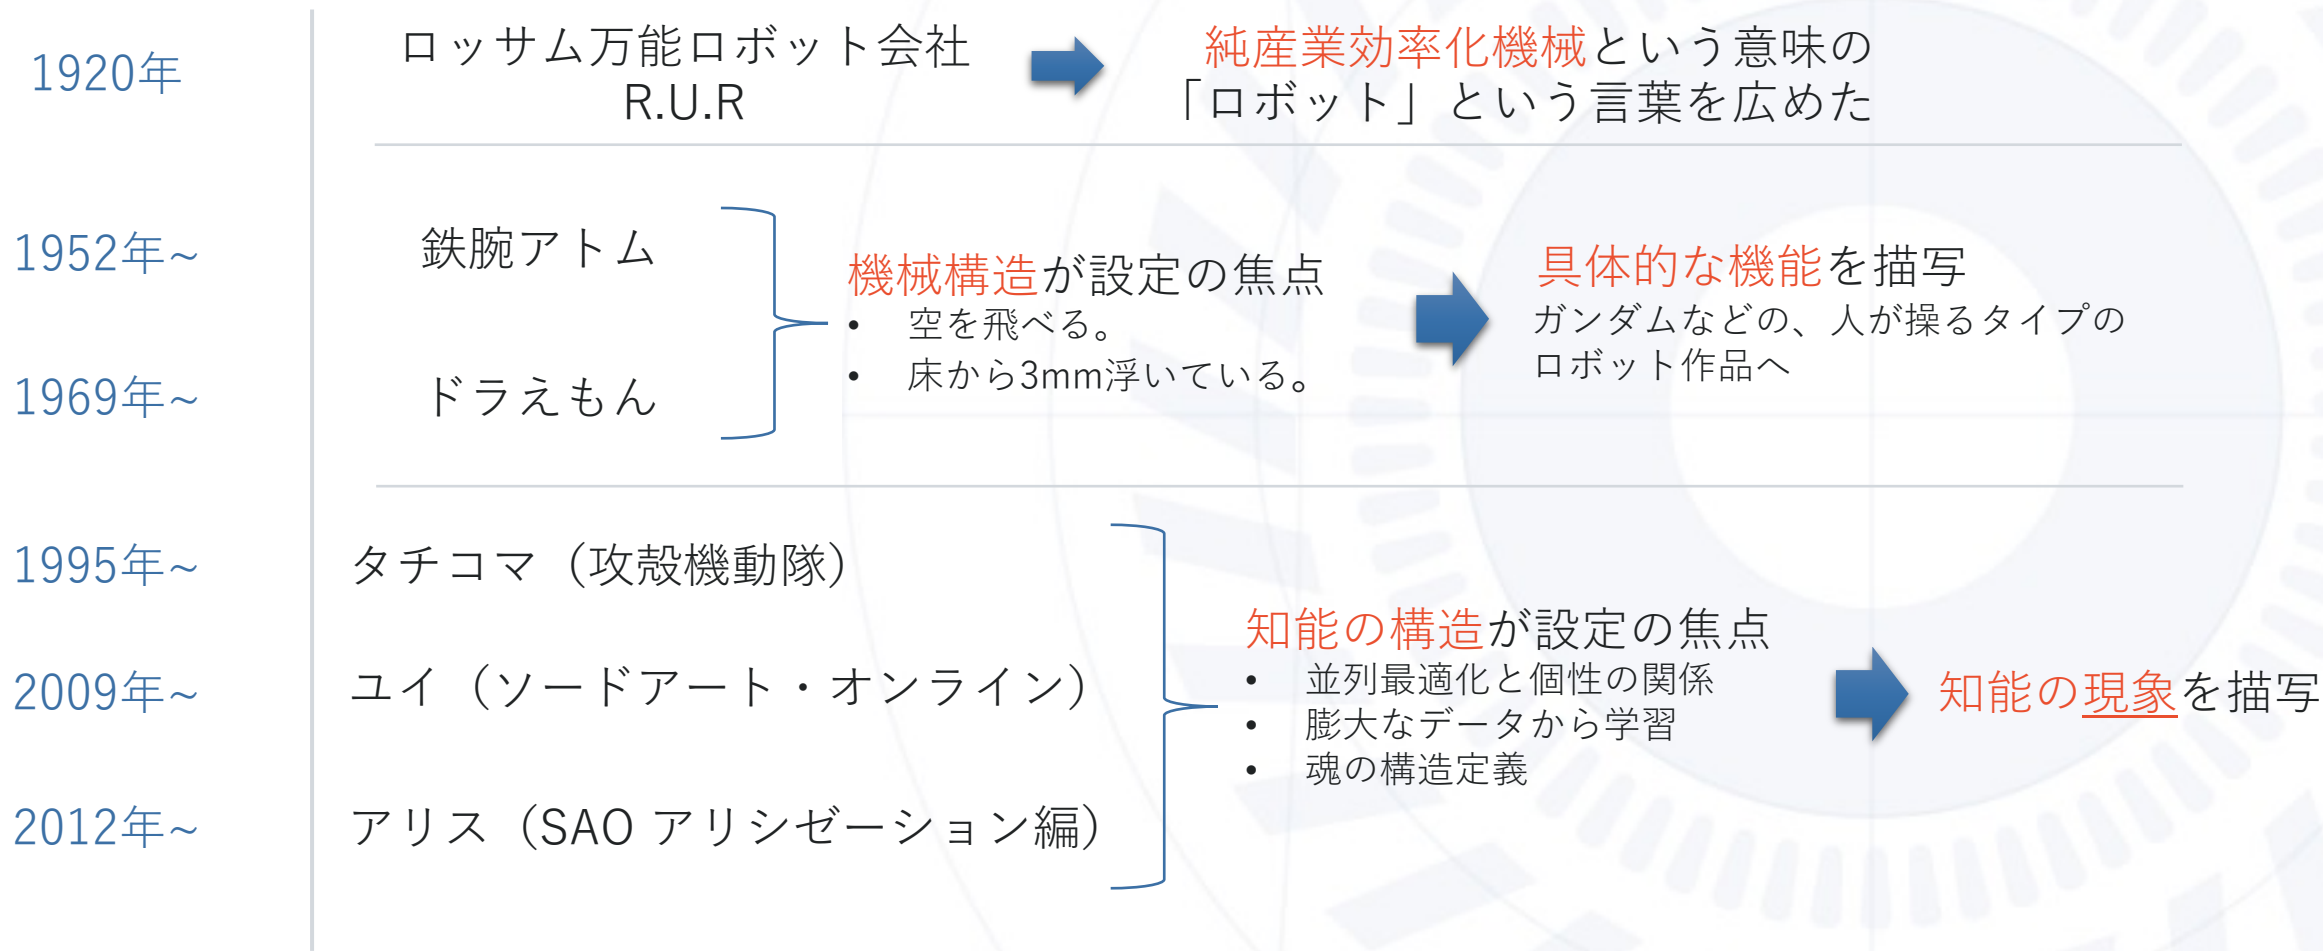 1920年
ロッサム万能ロボット会社
R.U.R
純産業効率化機械という意味の
「ロボット」という言葉を広めた
1952年~
鉄腕アトム
1969年~
ドラえもん
機械構造が設定の焦点
• 空を飛べる。
• 床から3mm浮いている。
具体的な機能を描写
ガンダムなどの、人が操るタイプの
ロボット作品へ
1995年~
タチコマ（攻殻機動隊）
2009年~
ユイ（ソードアート・オンライン）
2012年~
アリス（SAO アリシゼーション編）
知能の構造が設定の焦点
• 並列最適化と個性の関係
• 膨大なデータから学習
• 魂の構造定義
知能の現象を描写